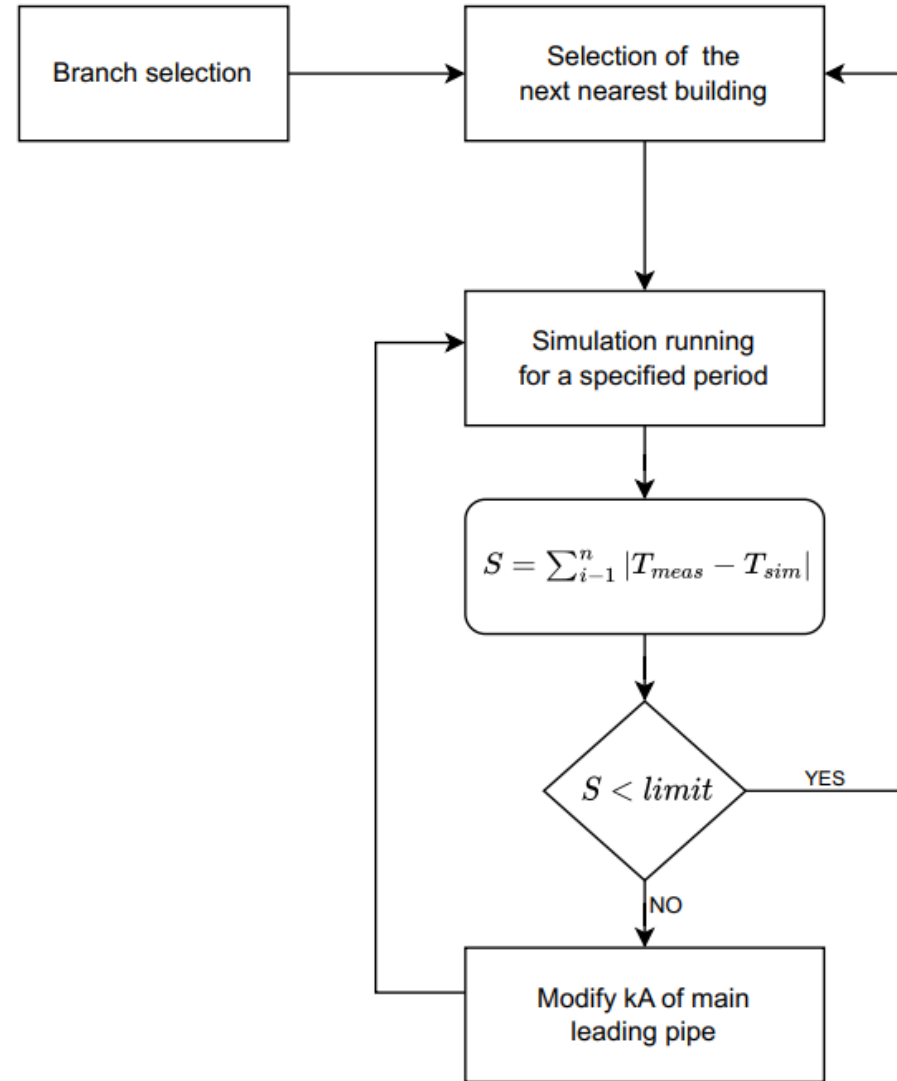 Branch selection
Selection of the
next nearest building
Simulation running
for a specified period
S = ∑_{i-1}^{n} |T_{meas} − T_{sim}|
S < limit
YES
NO
Modify kA of main
leading pipe